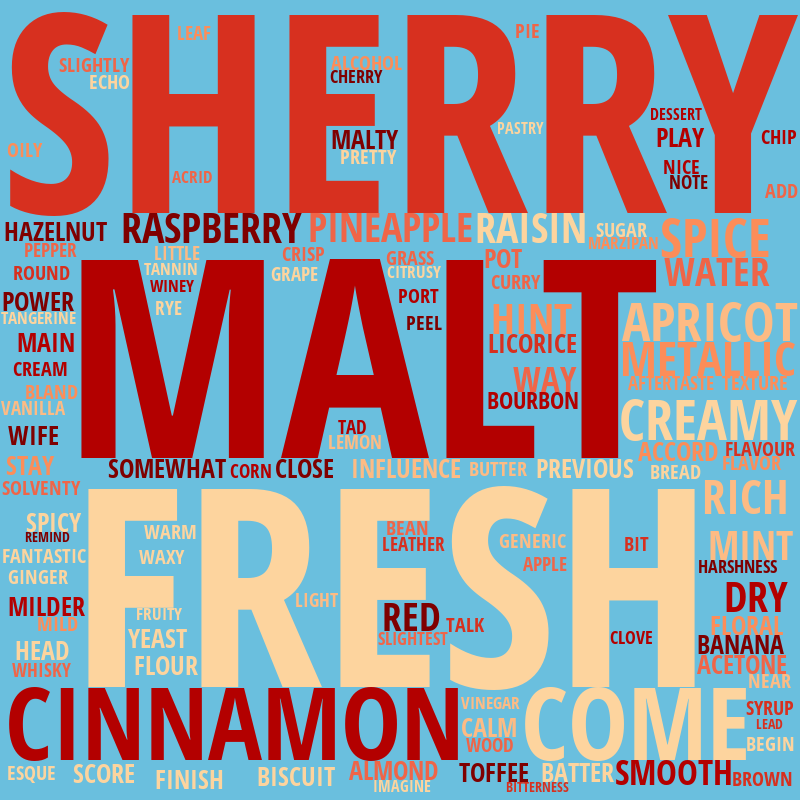 SHERRY
LEAF
PIE
SLIGHTLY
ALCOHOL
ECHO
CHERRY
DESSERT
PASTRY
MALTY
PLAY
CHIP
OILY
PRETTY
NICE
ACRID
NOTE
ADD
HAZELNUT
RASPBERRY
PINEAPPLE
RAISIN
SUGAR
SPICE
MARZIPAN
PEPPER
LITTLE
CRISP
GRASS
POT
ROUND
TANNIN
GRAPE
CITRUSY
WATER
WINEY
CURRY
MALT
POWER
RYE
PORT
TANGERINE
PEEL
HINT
APRICOT
MAIN
LICORICE
METALLIC
CREAM
WAY
AFTERTASTE
TEXTURE
BLAND
BOURBON
VANILLA
CREAMY
WIFE
TAD
LEMON
ACCORD
FLAVOUR
STAY
SOMEWHAT
CORN
CLOSE
INFLUENCE
BUTTER
PREVIOUS
BREAD
FLAVOR
SOLVENTY
RICH
FRESH
SPICY
WARM
BEAN
REMIND
LEATHER
GENERIC
BIT
MINT
FANTASTIC
WAXY
APPLE
HARSHNESS
GINGER
MILDER
LIGHT
DRY
FRUITY
RED
MILD
TALK
FLORAL
YEAST
SLIGHTEST
CLOVE
BANANA
HEAD
FLOUR
ACETONE
WHISKY
NEAR
CINNAMON
VINEGAR
COME
SYRUP
CALM
LEAD
WOOD
BEGIN
ESQUE
SCORE
FINISH
BISCUIT
ALMOND
TOFFEE
BATTER
SMOOTH
BROWN
IMAGINE
BITTERNESS